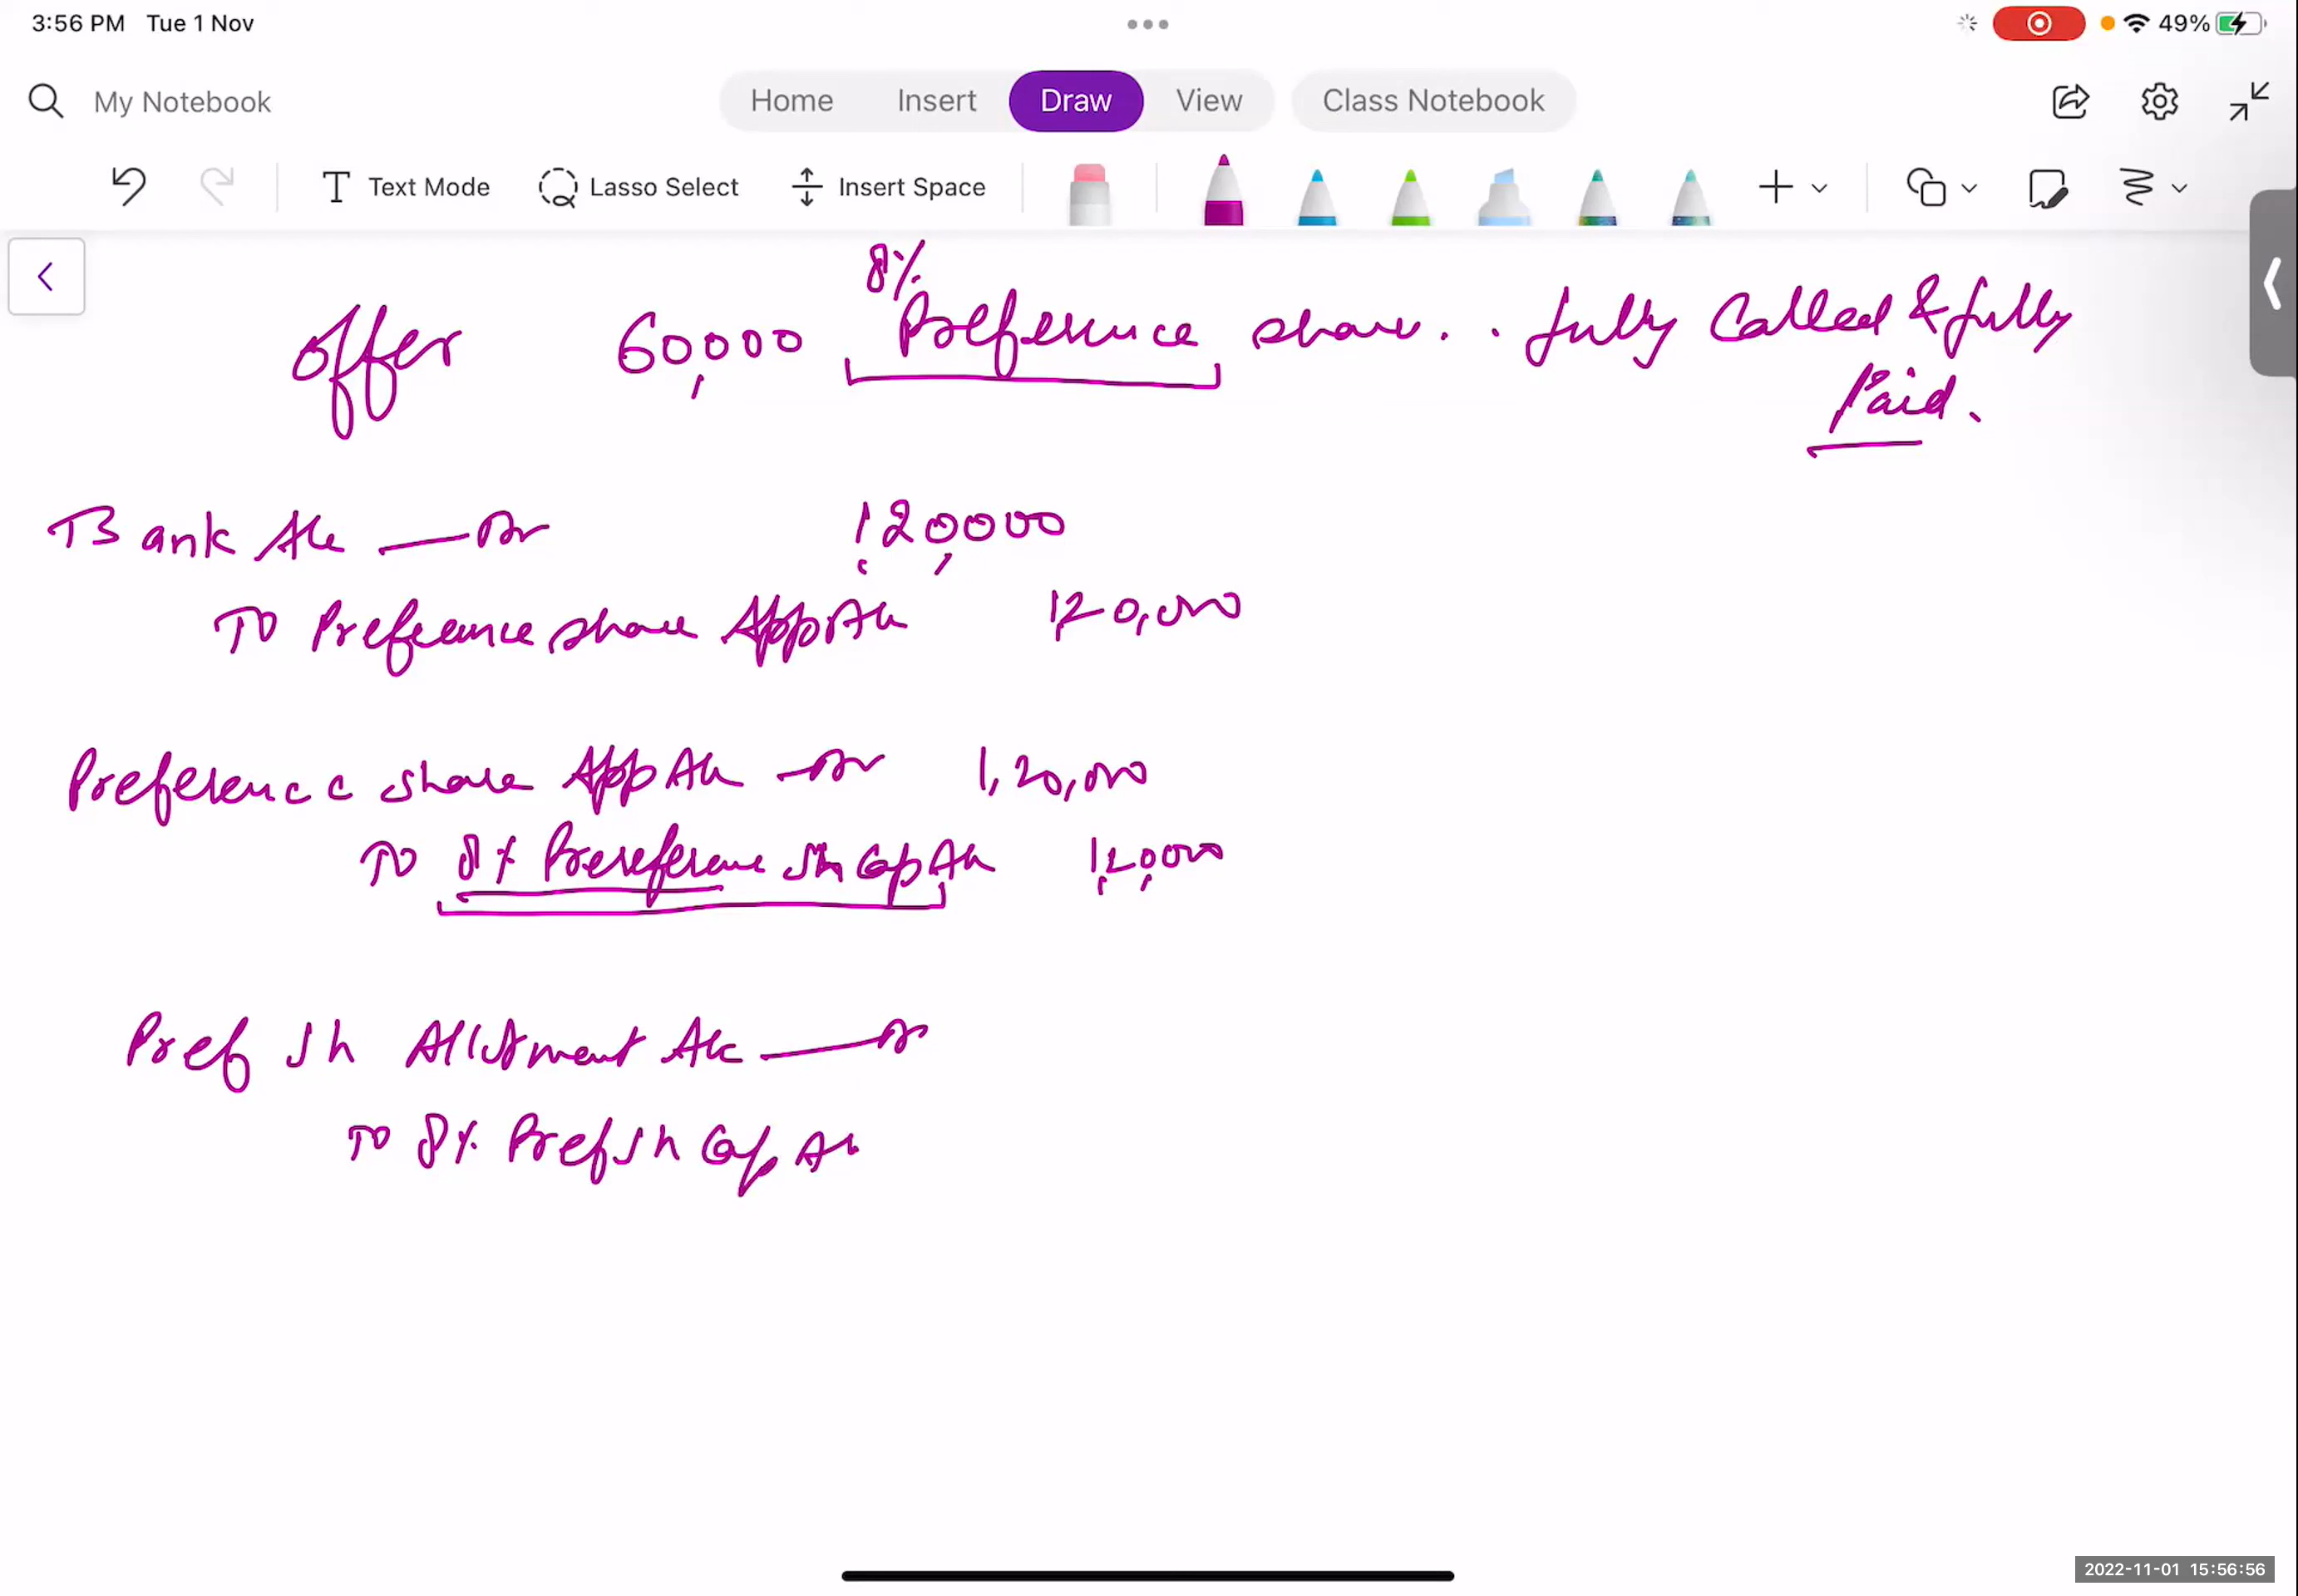 3:56 PM Tue 1 Nov 49%
My Notebook Home Insert Draw View Class Notebook
Text Mode Lasso Select Insert Space
8%
Offer 60,000 Preference share.. fully Called & fully
Paid.
Bank A/c — Dr 1,20,000
To Preference share App A/c 1,20,000
Preference share App A/c — Dr 1,20,000
To 8% Prereference Sh Cap A/c 1,20,000
Pref Sh Allotment A/c — Dr
To 8% Pref Sh Cap A/c
2022-11-01 15:56:56